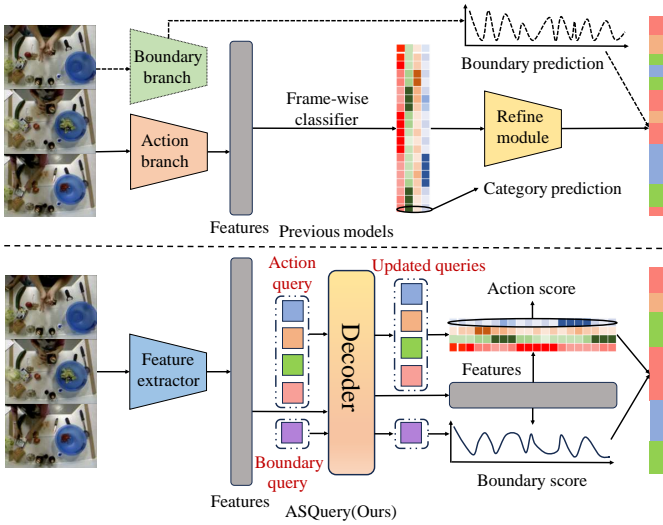 Boundary
branch
Boundary prediction
Action
branch
Frame-wise
classifier
Refine
module
Category prediction
Features
Previous models
Action
query
Updated queries
Action score
Feature
extractor
Decoder
Features
Boundary
query
Features
Boundary score
ASQuery(Ours)